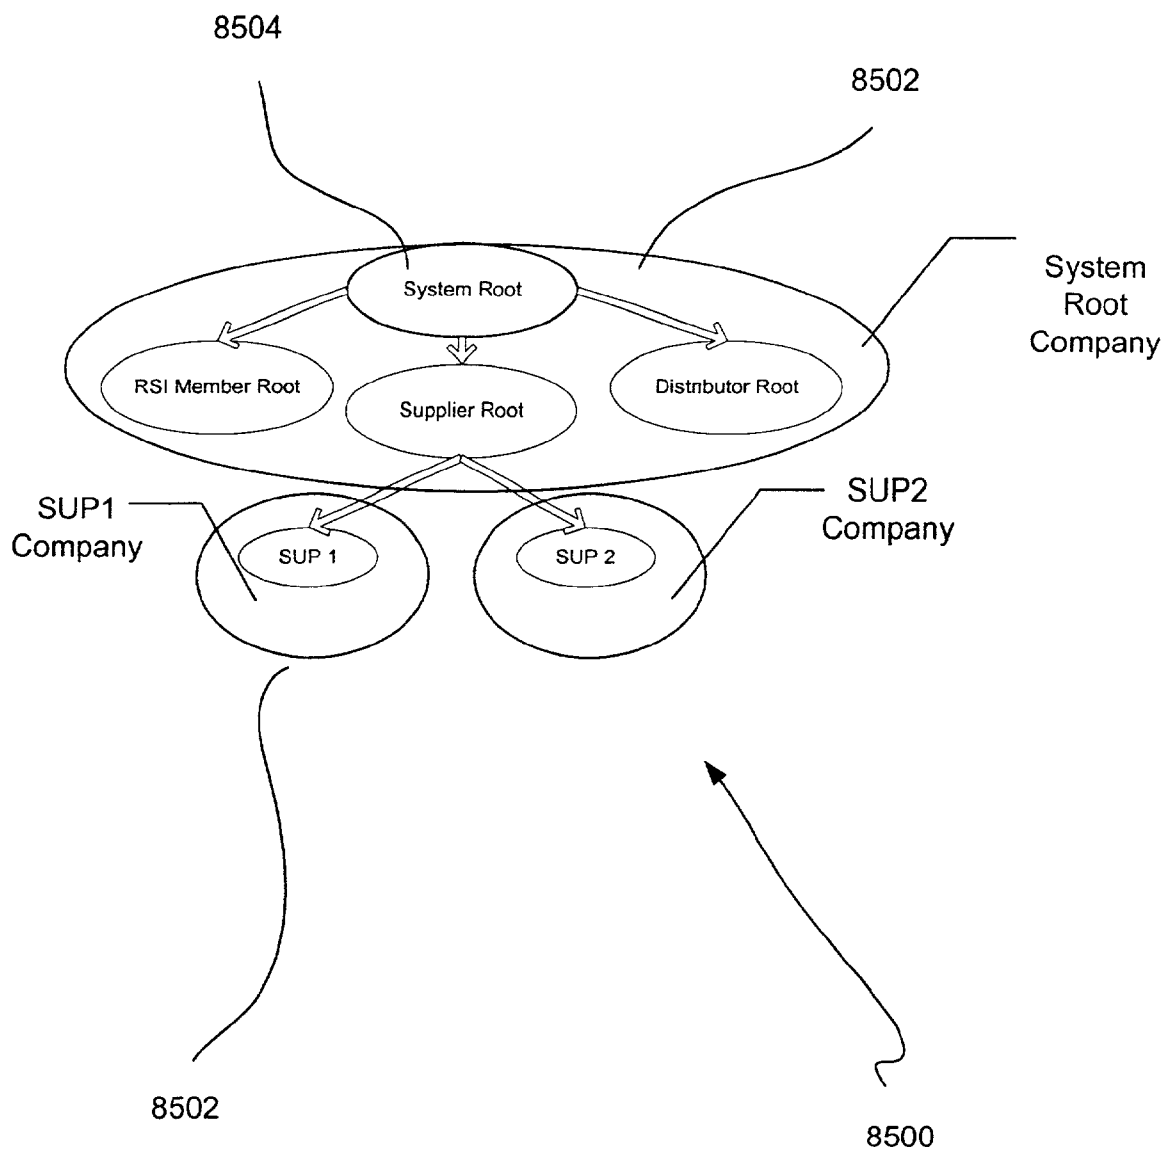 8504
8502
System Root
System
Root
Company
RSI Member Root
Supplier Root
Distributor Root
SUP1
Company
SUP2
Company
SUP 1
SUP 2
8502
8500